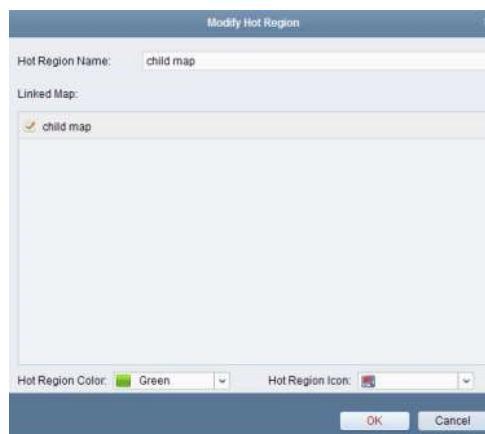 Modify Hot Region
Hot Region Name: child map
Linked Map:
child map
Hot Region Color: Green Hot Region Icon:
OK Cancel